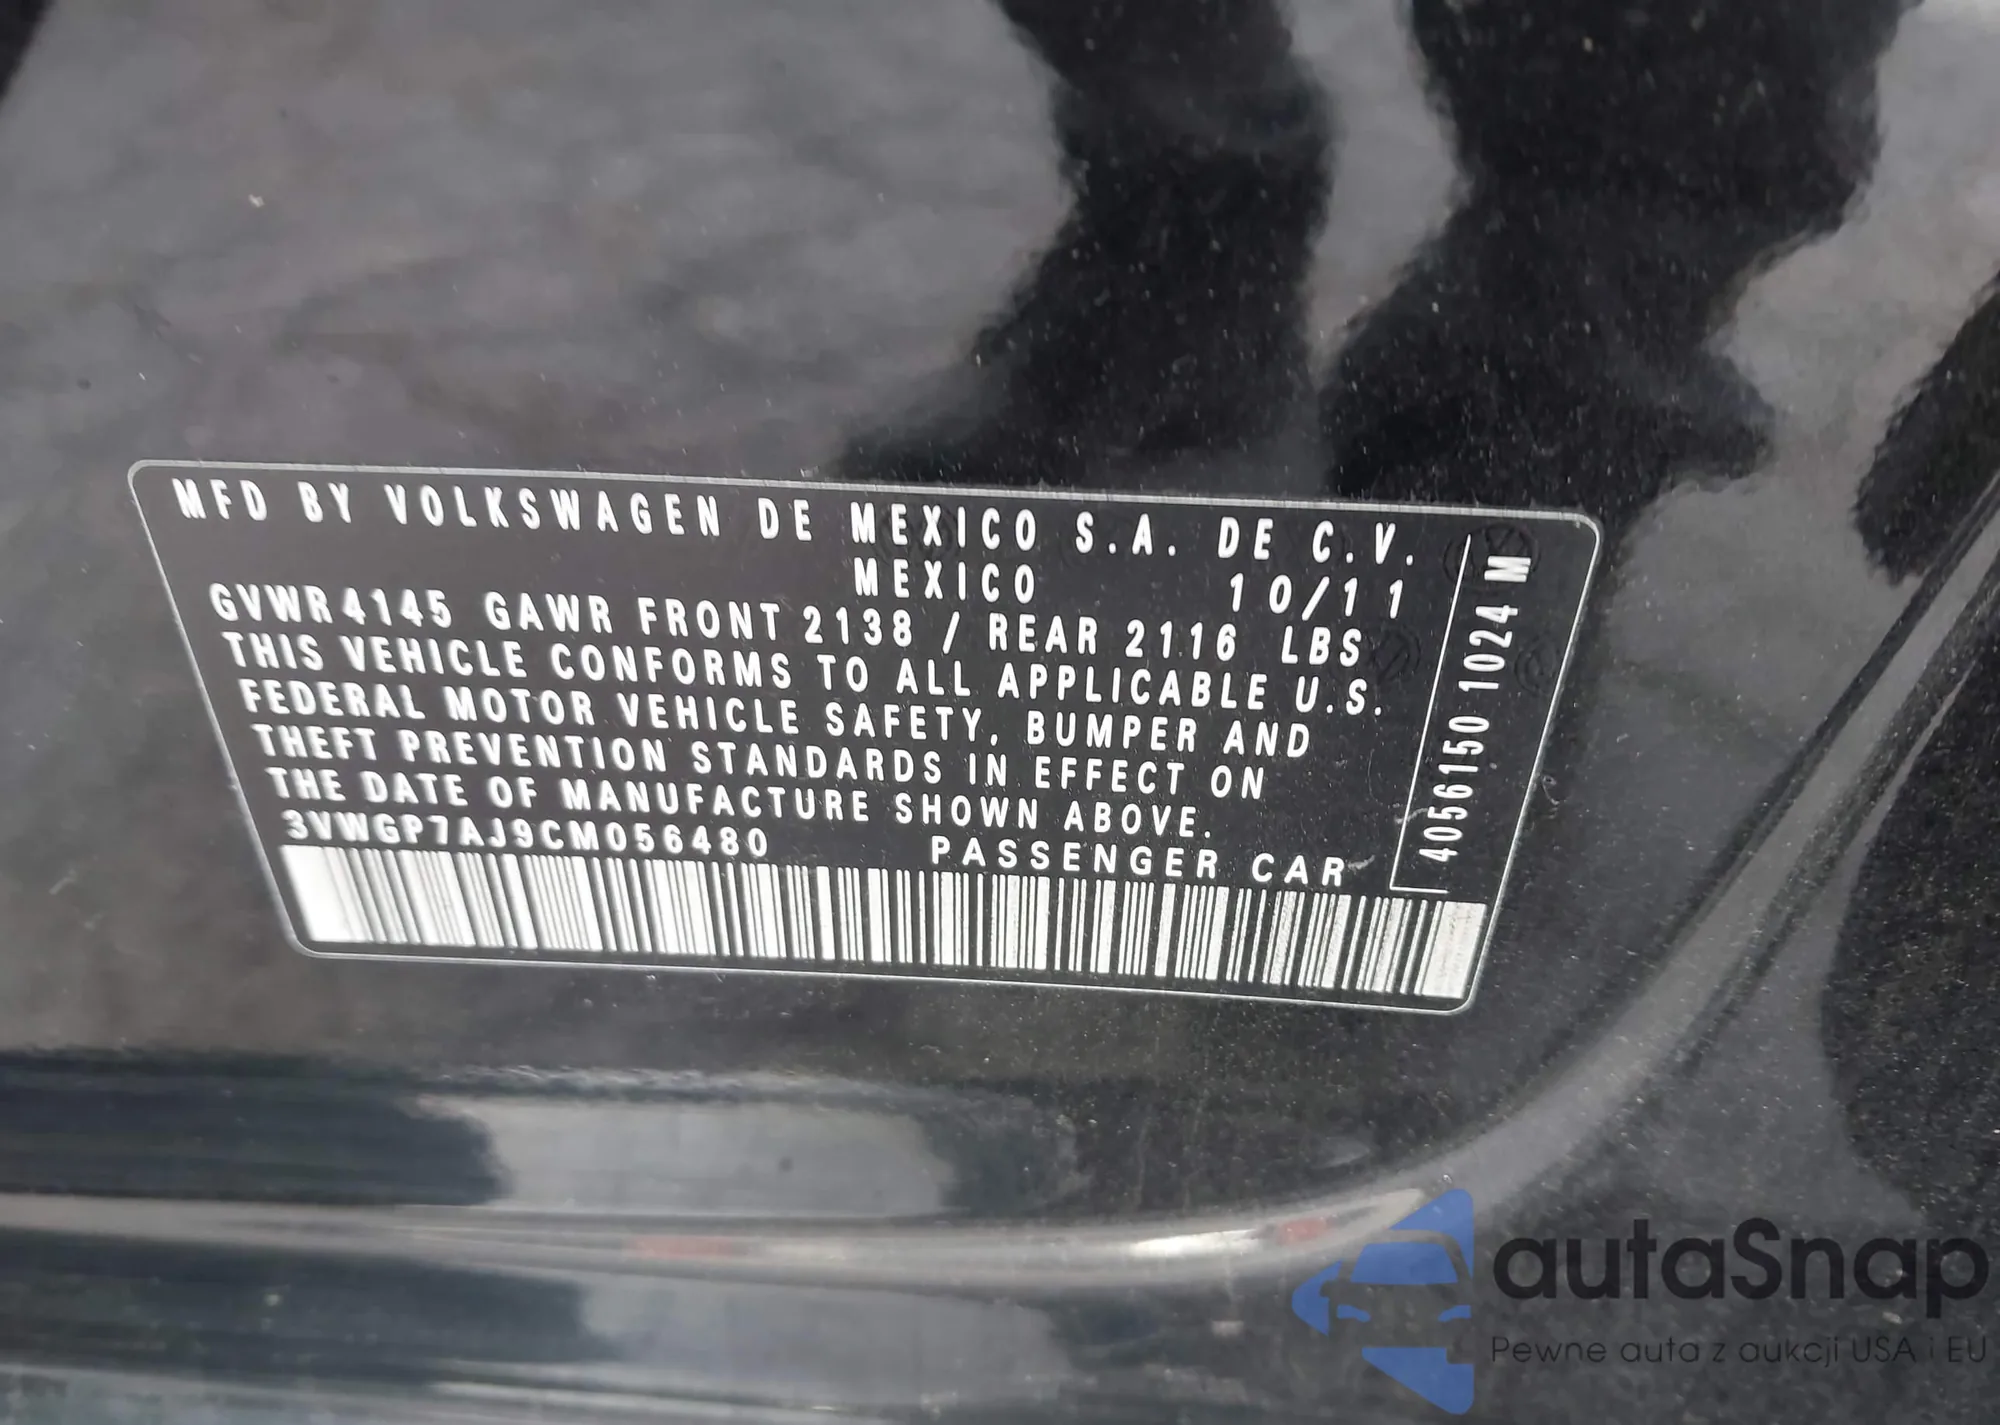 MFD BY VOLKSWAGEN DE MEXICO S.A. DE C.V.
MEXICO 10/11
GVWR 4145 GAWR FRONT 2138 / REAR 2116 LBS
THIS VEHICLE CONFORMS TO ALL APPLICABLE U.S.
FEDERAL MOTOR VEHICLE SAFETY, BUMPER AND
THEFT PREVENTION STANDARDS IN EFFECT ON
THE DATE OF MANUFACTURE SHOWN ABOVE.
3VWGP7AJ9CM056480 PASSENGER CAR
4056150 1024 M
autaSnap
Pewne auta z aukcji USA i EU